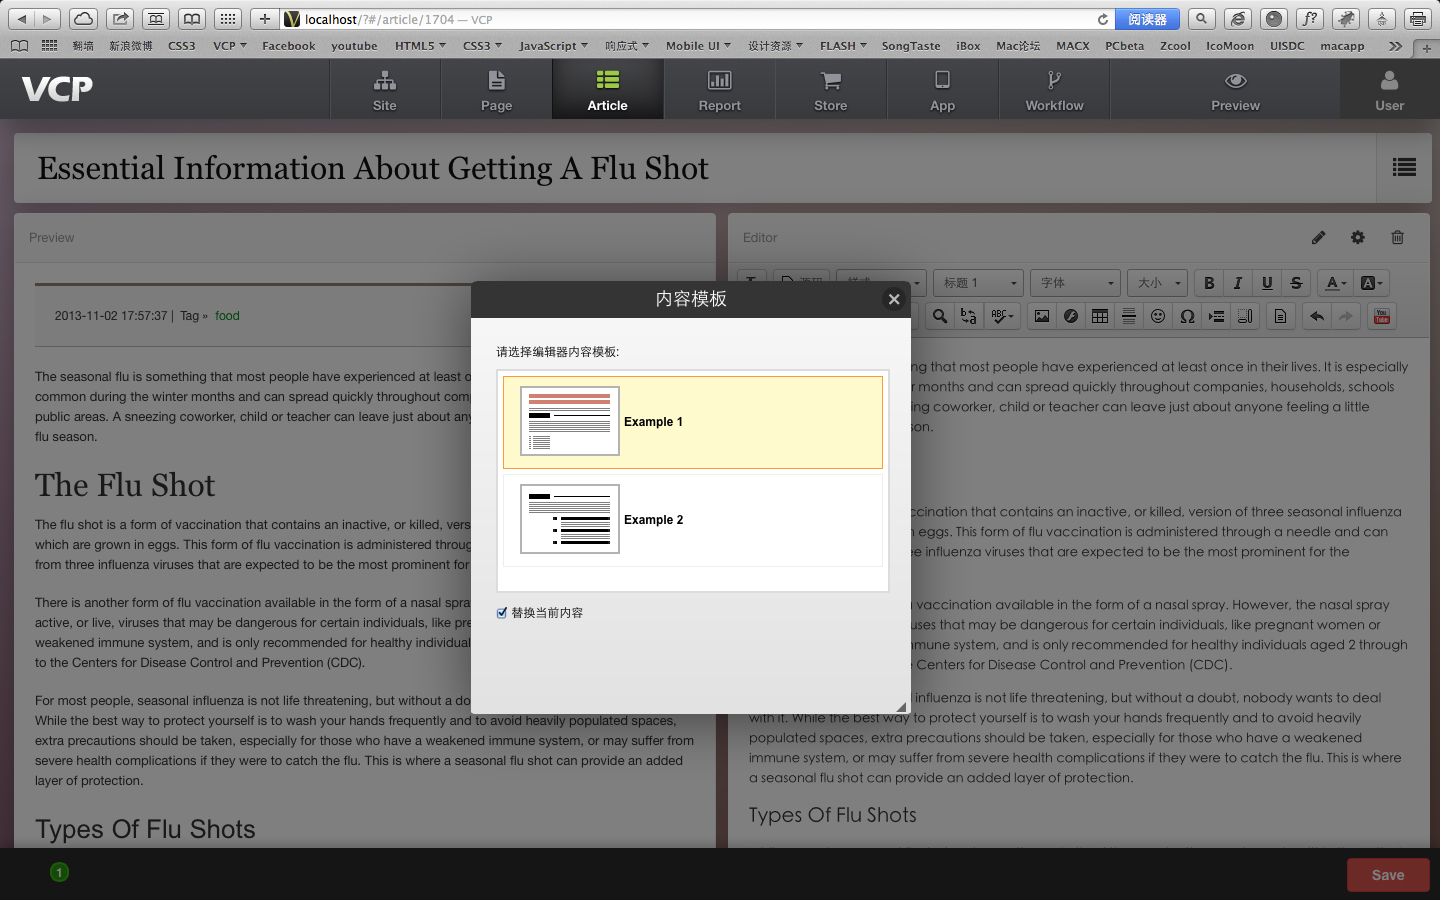 localhost/?#/article/1704 — VCP
阅读器
翻墙 新浪微博 CSS3 VCP Facebook youtube HTML5 CSS3 JavaScript 响应式 Mobile UI 设计资源 FLASH SongTaste iBox Mac论坛 MACX PCbeta Zcool IcoMoon UISDC macapp
VCP Site Page Article Report Store App Workflow Preview User
Essential Information About Getting A Flu Shot
Preview
2013-11-02 17:57:37 | Tag » food
The seasonal flu is something that most people have experienced at least o
common during the winter months and can spread quickly throughout comp
public areas. A sneezing coworker, child or teacher can leave just about any
flu season.
The Flu Shot
The flu shot is a form of vaccination that contains an inactive, or killed, vers
which are grown in eggs. This form of flu vaccination is administered throug
from three influenza viruses that are expected to be the most prominent for
There is another form of flu vaccination available in the form of a nasal spra
active, or live, viruses that may be dangerous for certain individuals, like pre
weakened immune system, and is only recommended for healthy individual
to the Centers for Disease Control and Prevention (CDC).
For most people, seasonal influenza is not life threatening, but without a do
While the best way to protect yourself is to wash your hands frequently and to avoid heavily populated spaces,
extra precautions should be taken, especially for those who have a weakened immune system, or may suffer from
severe health complications if they were to catch the flu. This is where a seasonal flu shot can provide an added
layer of protection.
Types Of Flu Shots
Editor
源码 样式 标题 1 字体 大小 B I U S A A
ABC You Tube
ng that most people have experienced at least once in their lives. It is especially
r months and can spread quickly throughout companies, households, schools
ing coworker, child or teacher can leave just about anyone feeling a little
son.
ccination that contains an inactive, or killed, version of three seasonal influenza
n eggs. This form of flu vaccination is administered through a needle and can
ee influenza viruses that are expected to be the most prominent for the
u vaccination available in the form of a nasal spray. However, the nasal spray
uses that may be dangerous for certain individuals, like pregnant women or
mmune system, and is only recommended for healthy individuals aged 2 through
e Centers for Disease Control and Prevention (CDC).
influenza is not life threatening, but without a doubt, nobody wants to deal
with it. While the best way to protect yourself is to wash your hands frequently and to avoid heavily
populated spaces, extra precautions should be taken, especially for those who have a weakened
immune system, or may suffer from severe health complications if they were to catch the flu. This is where
a seasonal flu shot can provide an added layer of protection.
Types Of Flu Shots
内容模板
请选择编辑器内容模板:
Example 1
Example 2
替换当前内容
1
Save